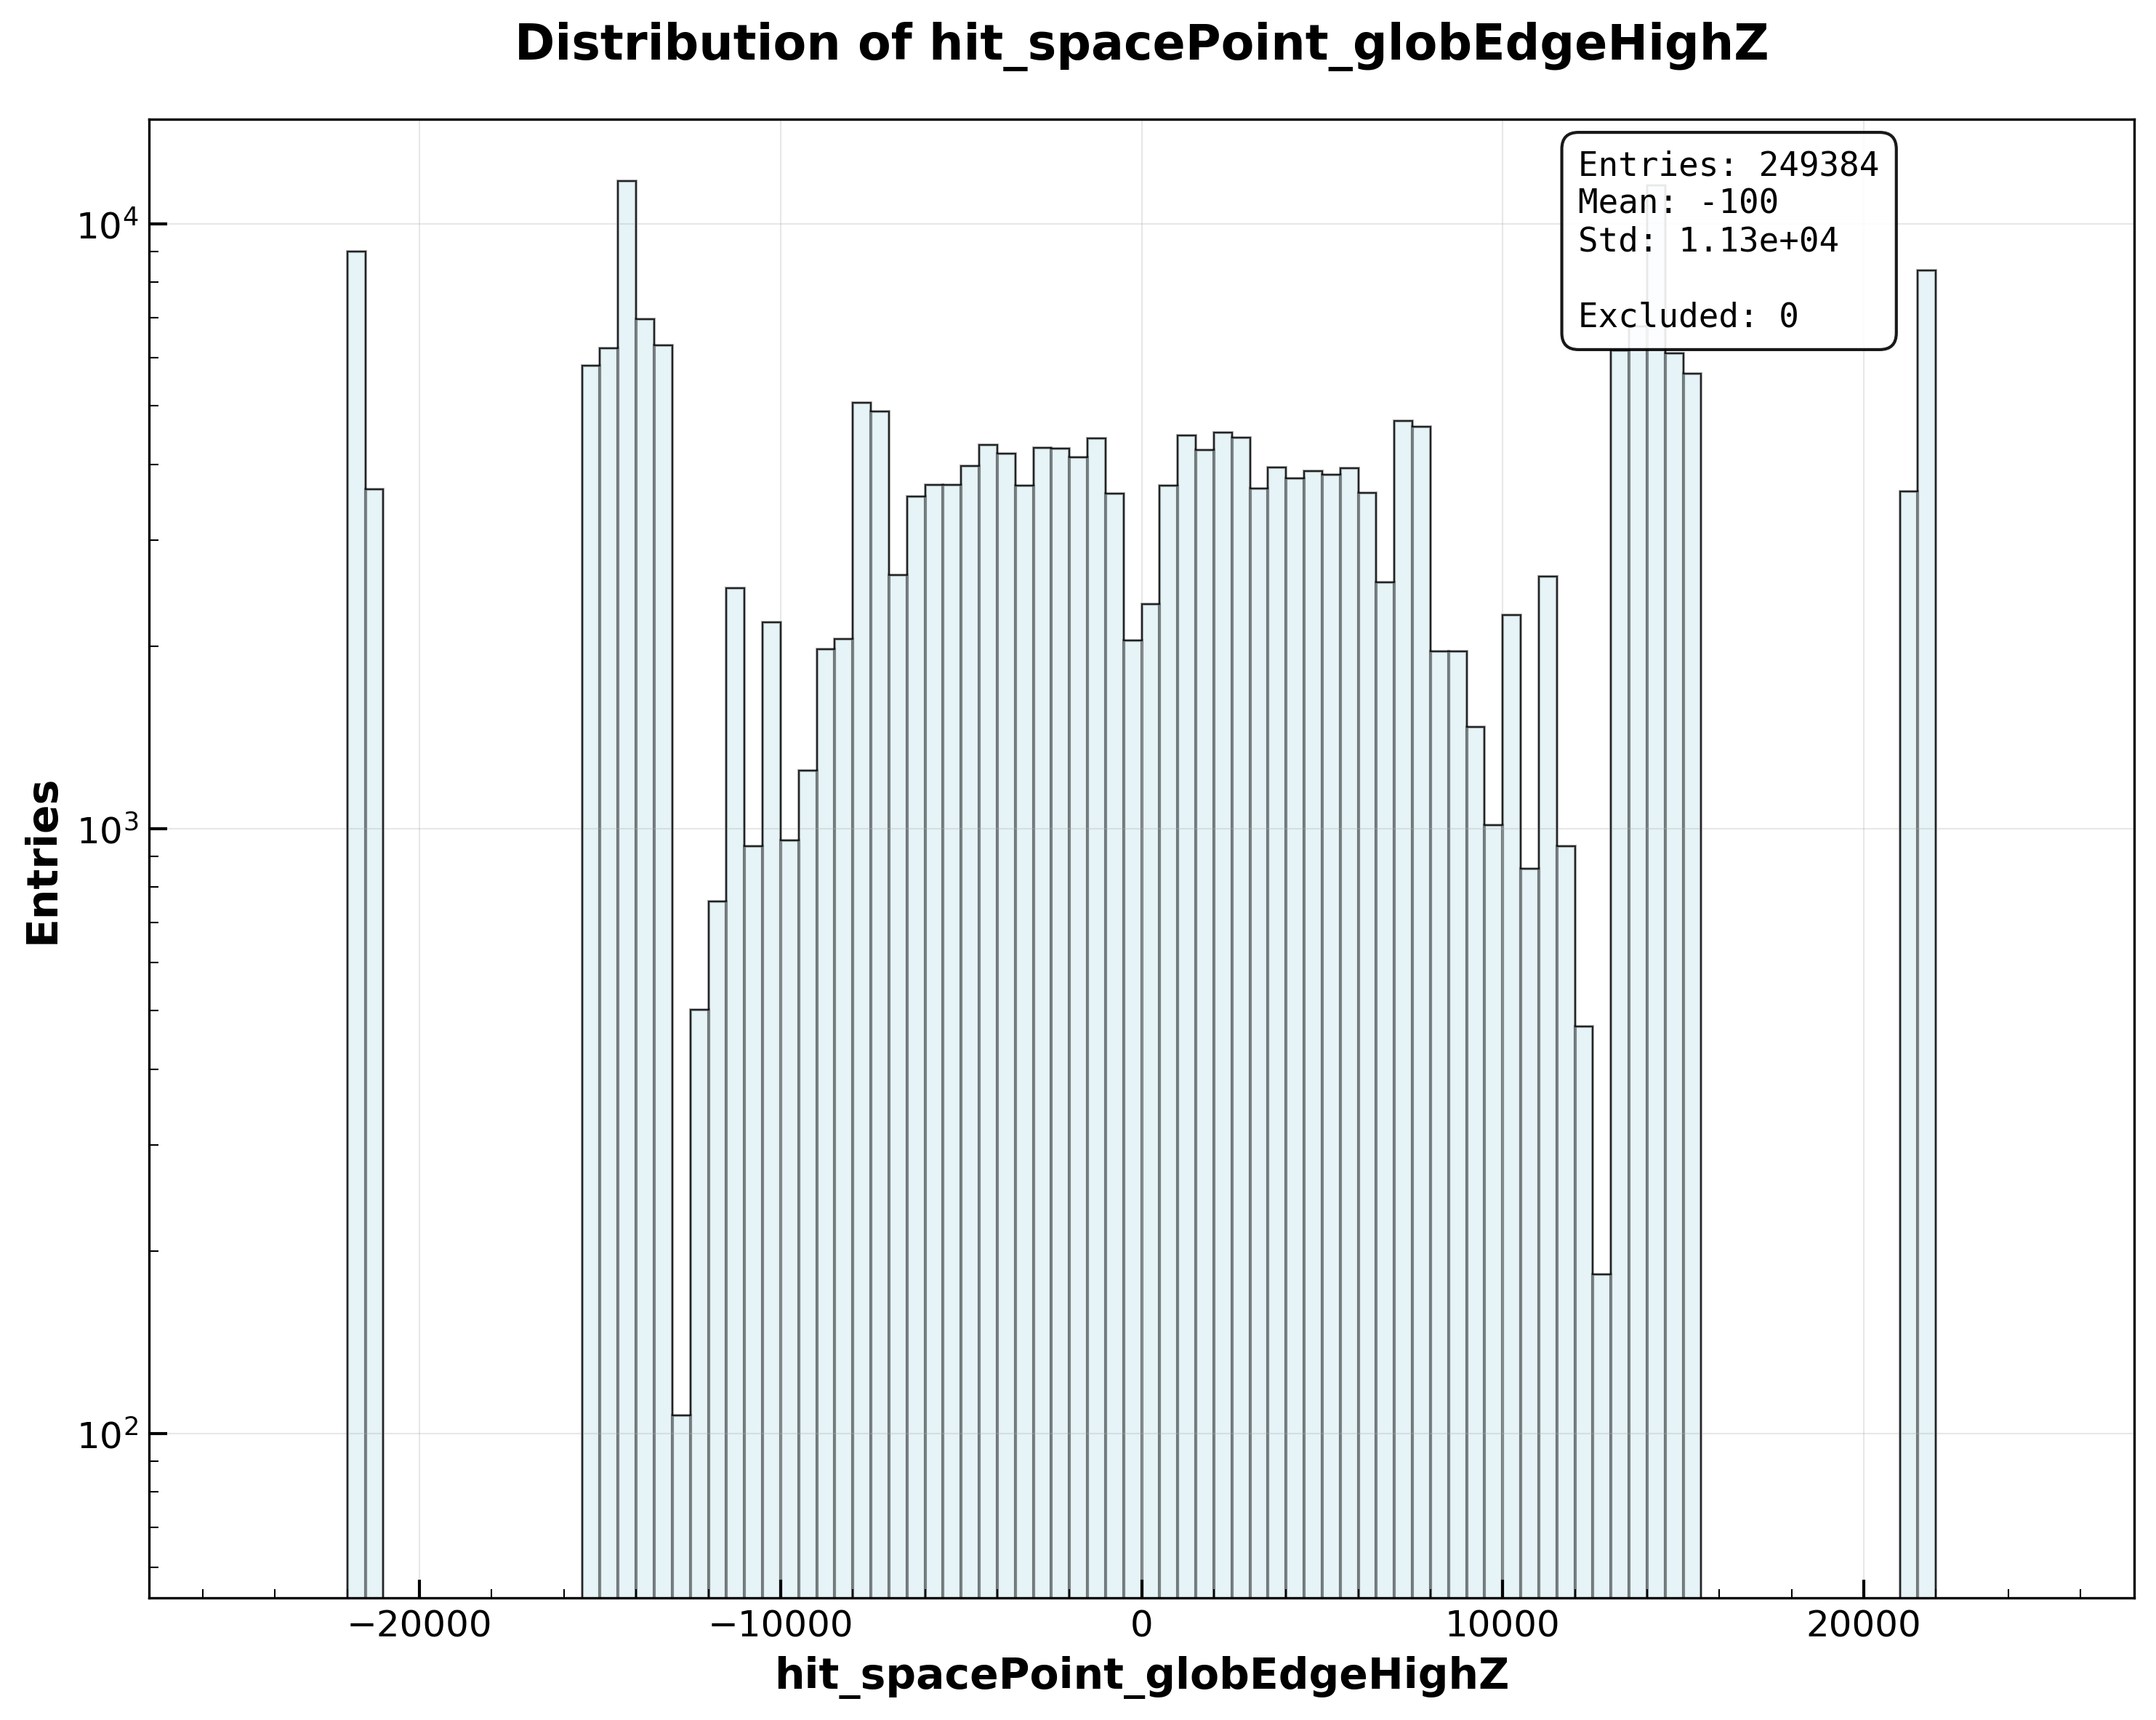 Distribution of hit_spacePoint_globEdgeHighZ
Entries: 249384
Mean: -100
Std: 1.13e+04
Excluded: 0
10⁴
10³
10²
Entries
−20000
−10000
0
10000
20000
hit_spacePoint_globEdgeHighZ